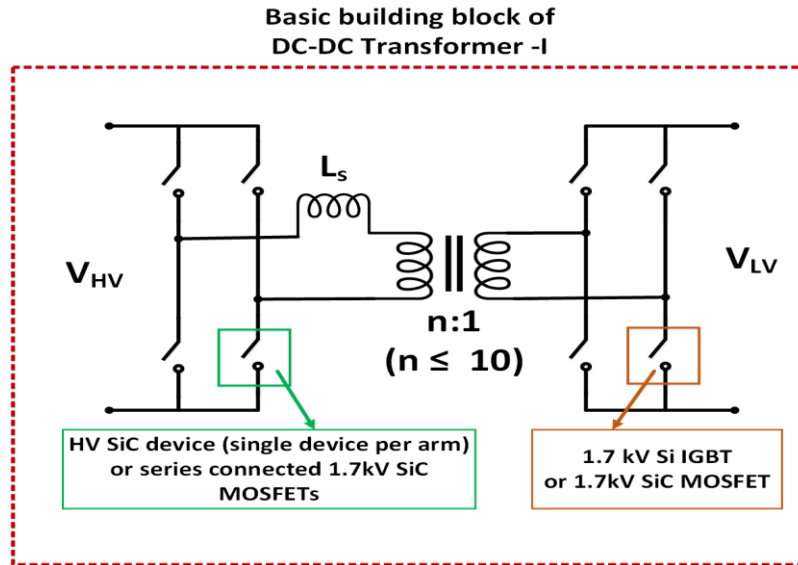 Basic building block of
DC-DC Transformer -I
Ls
VHV
VLV
n:1
(n ≤ 10)
HV SiC device (single device per arm)
or series connected 1.7kV SiC
MOSFETs
1.7 kV Si IGBT
or 1.7kV SiC MOSFET